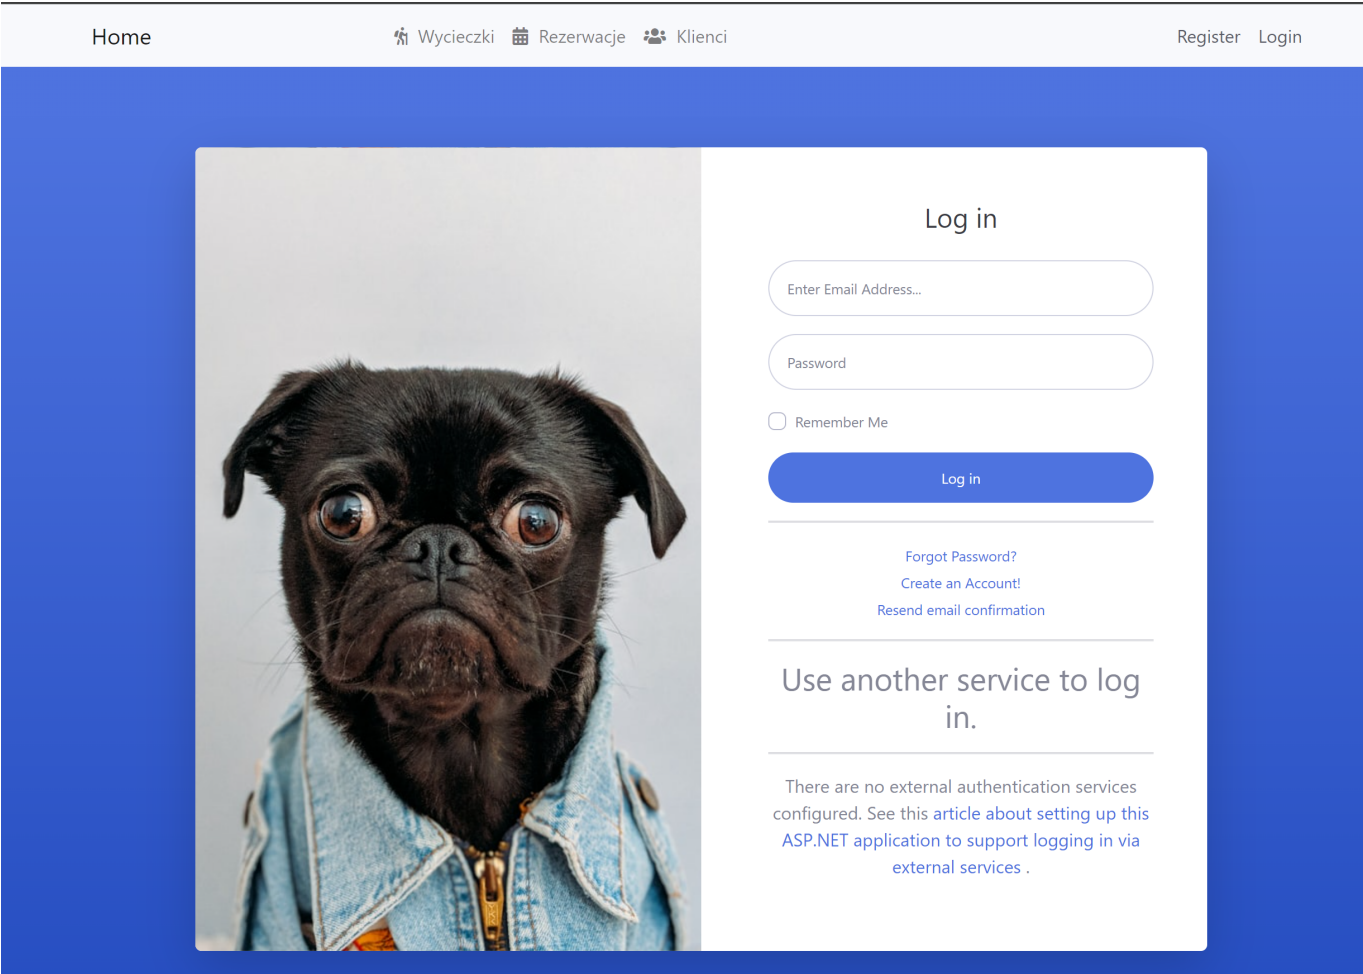 Home
Wycieczki
Rezerwacje
Klienci
Register
Login
Log in
Enter Email Address...
Password
Remember Me
Log in
Forgot Password?
Create an Account!
Resend email confirmation
Use another service to log
in.
There are no external authentication services
configured. See this article about setting up this
ASP.NET application to support logging in via
external services .